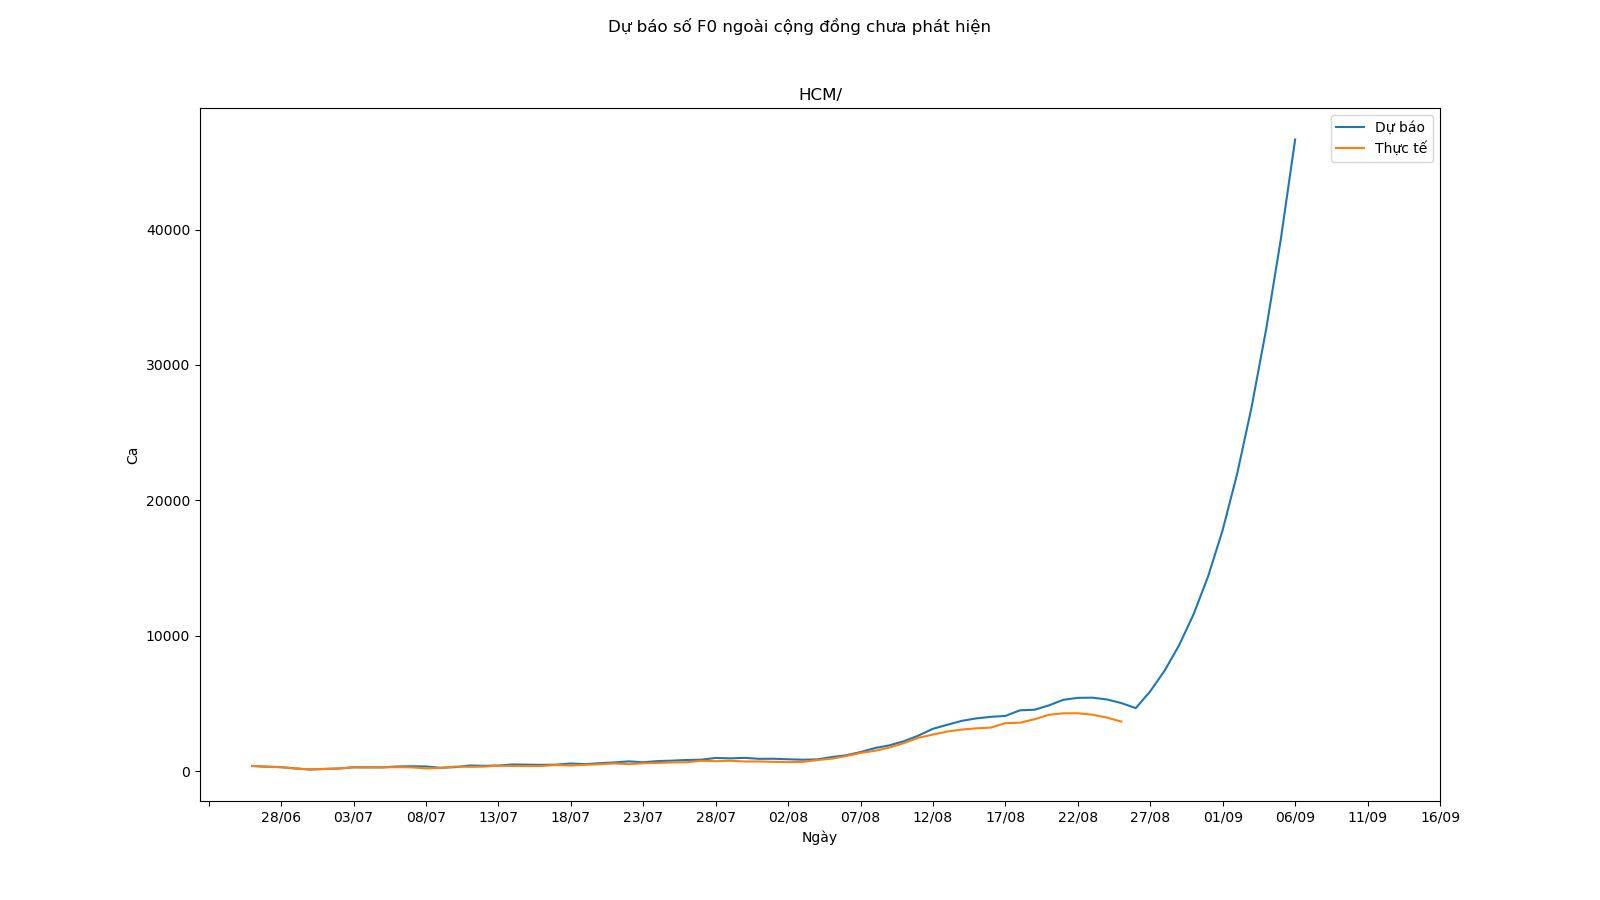 Dự báo số F0 ngoài cộng đồng chưa phát hiện
HCM/
Dự báo
Thực tế
40000
30000
20000
10000
0
Ca
28/06 03/07 08/07 13/07 18/07 23/07 28/07 02/08 07/08 12/08 17/08 22/08 27/08 01/09 06/09 11/09 16/09
Ngày